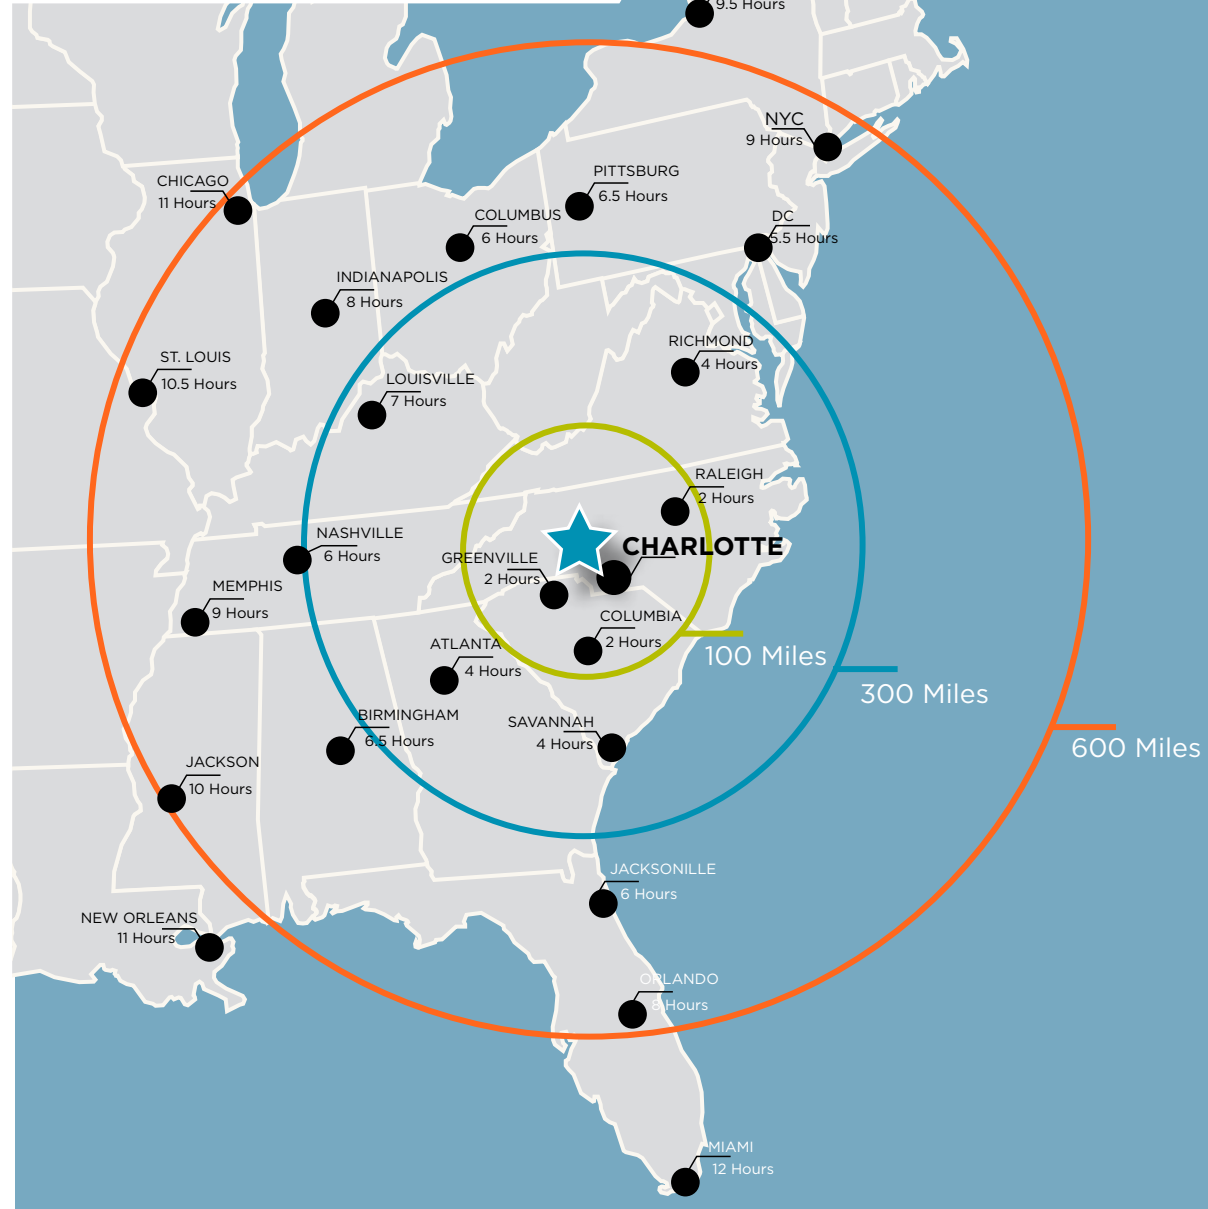 9.5 Hours
NYC
9 Hours
PITTSBURG
6.5 Hours
CHICAGO
11 Hours
COLUMBUS
6 Hours
DC
5.5 Hours
INDIANAPOLIS
8 Hours
RICHMOND
4 Hours
ST. LOUIS
10.5 Hours
LOUISVILLE
7 Hours
RALEIGH
2 Hours
NASHVILLE
6 Hours
CHARLOTTE
GREENVILLE
2 Hours
MEMPHIS
9 Hours
COLUMBIA
2 Hours
ATLANTA
4 Hours
100 Miles
300 Miles
BIRMINGHAM
6.5 Hours
SAVANNAH
4 Hours
600 Miles
JACKSON
10 Hours
JACKSONILLE
6 Hours
NEW ORLEANS
11 Hours
ORLANDO
8 Hours
MIAMI
12 Hours